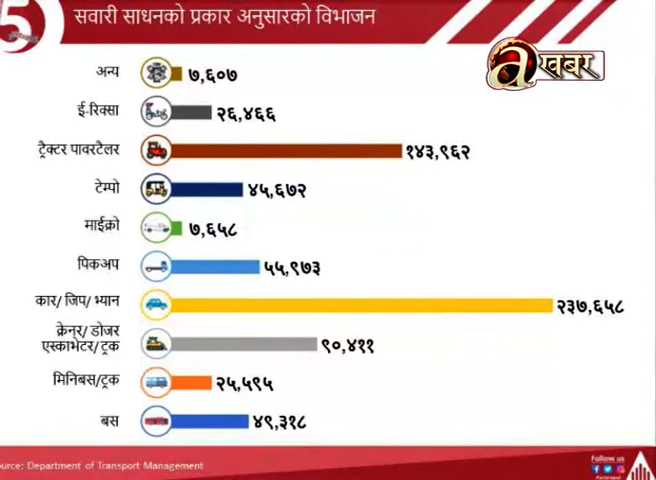 5
सवारी साधनको प्रकार अनुसारको विभाजन
a खबर
अन्य ७,६०७
ई-रिक्सा २६,४६६
ट्रैक्टर पावरटैलर १४३,९६२
टेम्पो ४५,६७२
माईक्रो ७,६५८
पिकअप ५५,९७३
कार/ जिप/ भ्यान २३७,६५८
क्रेनर/ डोजर
एस्काभेटर/ ट्रक ९०,४११
मिनिबस/ट्रक २५,५९५
बस ४९,३१८
ource: Department of Transport Management
Follow us